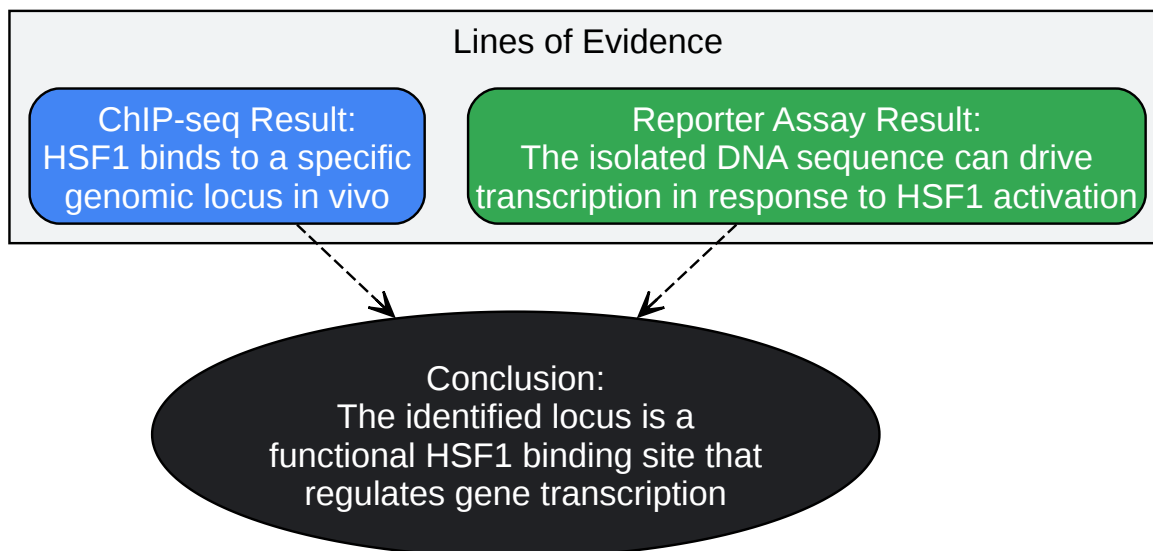 Lines of Evidence
ChIP-seq Result:
HSF1 binds to a specific
genomic locus in vivo
Reporter Assay Result:
The isolated DNA sequence can drive
transcription in response to HSF1 activation
Conclusion:
The identified locus is a
functional HSF1 binding site that
regulates gene transcription